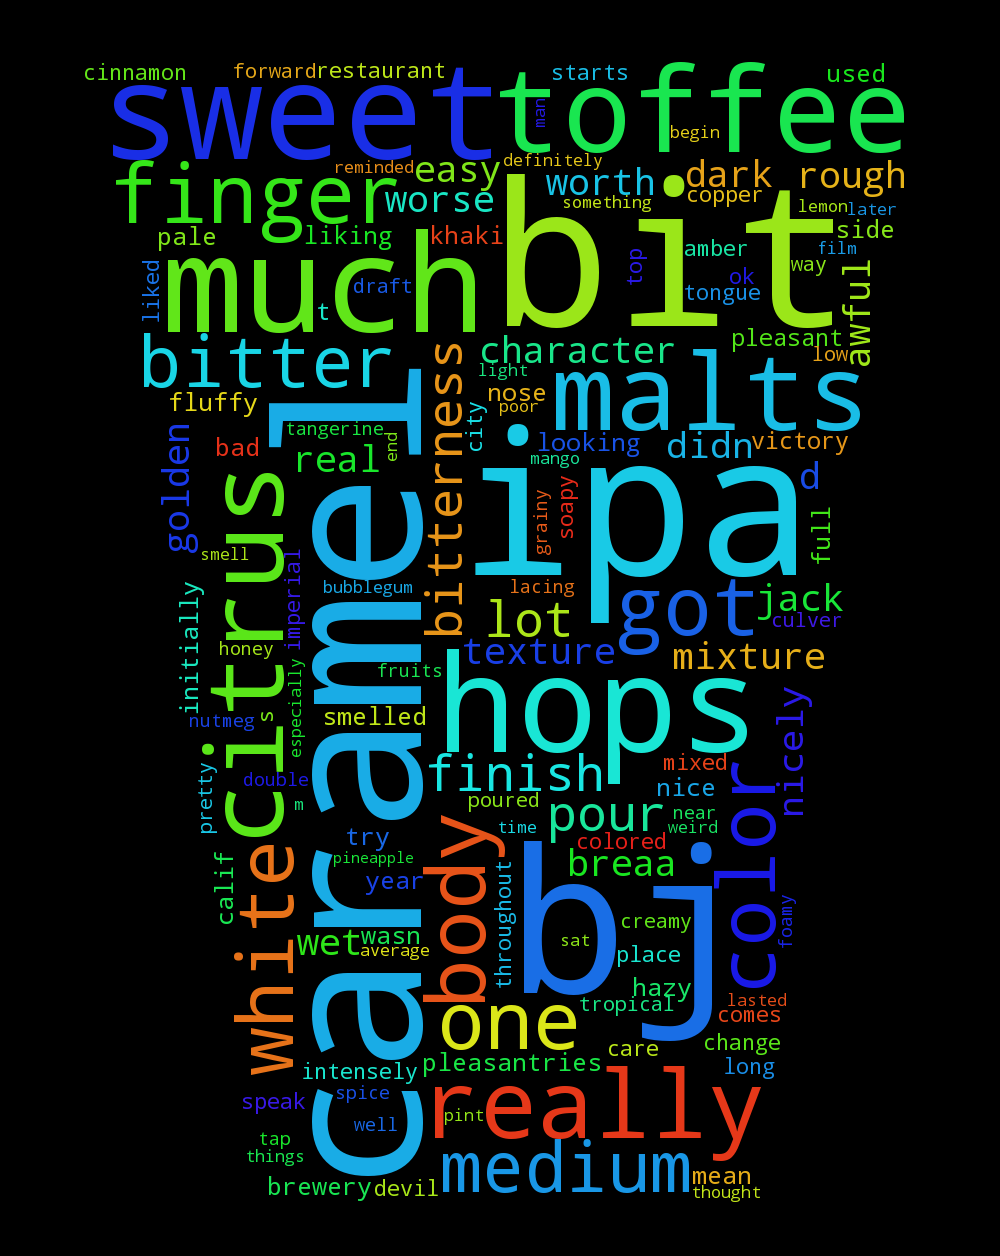 cinnamon forward restaurant starts used
sweet toffee
man begin
finger reminded easy definitely worth dark rough
worse something copper lemon later
pale liking khaki side
much bit amber film
liked draft top ok way
t tongue awful
bitter character pleasant
light low
fluffy nose malts
poor
golden bad tangerine end real bitterness city looking didn victory
caramel ipa mango d
citrus grainy soapy full
smell imperial bubblegum lacing
initially lot got jack
culver
honey texture mixture
especially fruits
nutmeg s smelled hops nicely
pretty double m finish mixed
poured nice color
pour near
time weird
calif try colored
white pineapple body breaa
year throughout bj foamy
creamy
wet wasn sat
average place
hazy
tropical lasted
one comes
care change
intensely pleasantries long
speak spice really
well pint
tap
things medium mean
brewery devil thought